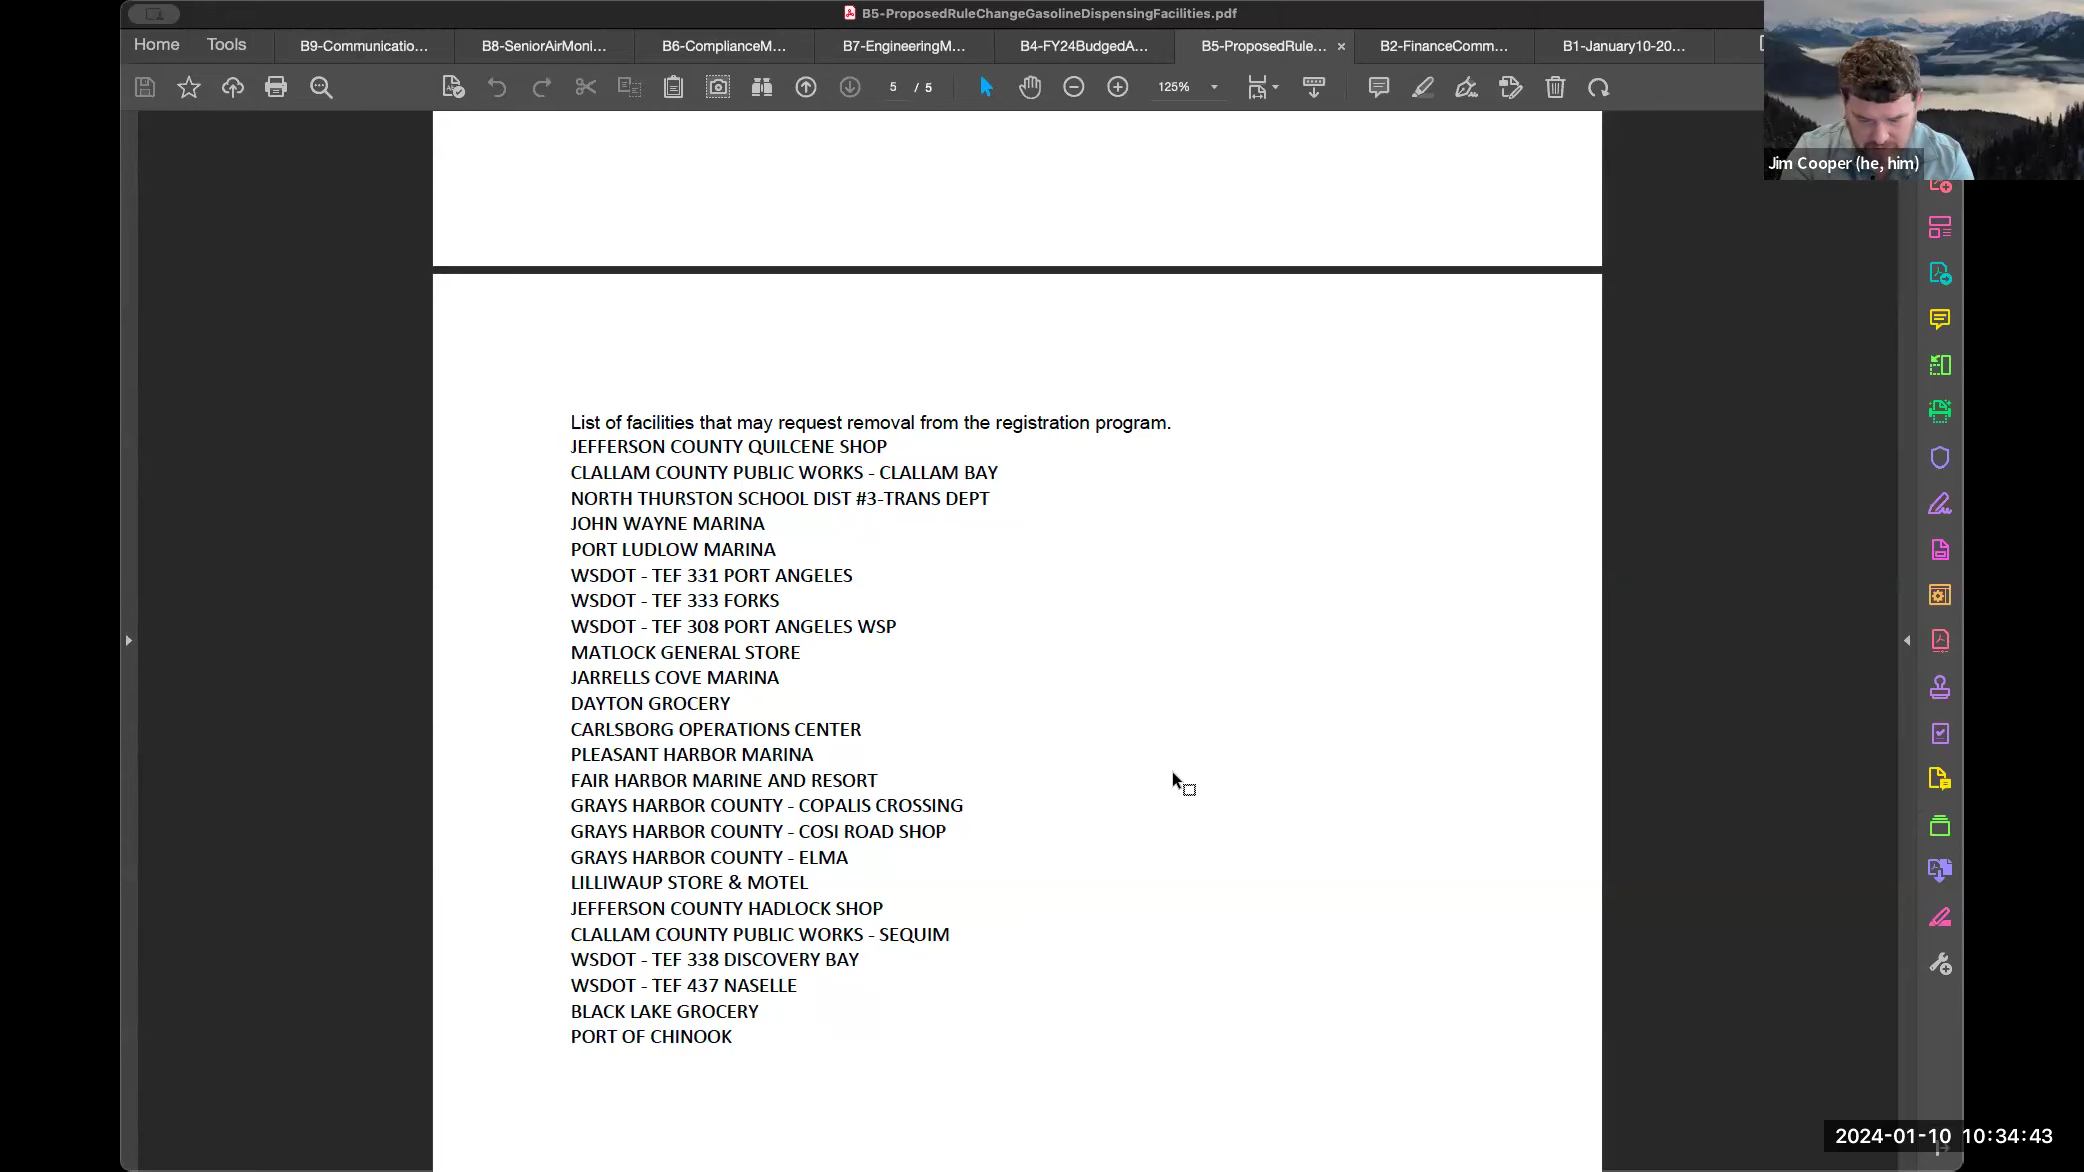 B5-ProposedRuleChangeGasolineDispensingFacilities.pdf
Home
Tools
B9-Communicatio...
B8-SeniorAirMoni...
B6-ComplianceM...
B7-EngineeringM...
B4-FY24BudgedA...
B5-ProposedRule...
B2-FinanceComm...
B1-January10-20...
5 / 5
125%
Jim Cooper (he, him)
List of facilities that may request removal from the registration program.
JEFFERSON COUNTY QUILCENE SHOP
CLALLAM COUNTY PUBLIC WORKS - CLALLAM BAY
NORTH THURSTON SCHOOL DIST #3-TRANS DEPT
JOHN WAYNE MARINA
PORT LUDLOW MARINA
WSDOT - TEF 331 PORT ANGELES
WSDOT - TEF 333 FORKS
WSDOT - TEF 308 PORT ANGELES WSP
MATLOCK GENERAL STORE
JARRELLS COVE MARINA
DAYTON GROCERY
CARLSBORG OPERATIONS CENTER
PLEASANT HARBOR MARINA
FAIR HARBOR MARINE AND RESORT
GRAYS HARBOR COUNTY - COPALIS CROSSING
GRAYS HARBOR COUNTY - COSI ROAD SHOP
GRAYS HARBOR COUNTY - ELMA
LILLIWAUP STORE & MOTEL
JEFFERSON COUNTY HADLOCK SHOP
CLALLAM COUNTY PUBLIC WORKS - SEQUIM
WSDOT - TEF 338 DISCOVERY BAY
WSDOT - TEF 437 NASELLE
BLACK LAKE GROCERY
PORT OF CHINOOK
2024-01-10 10:34:43